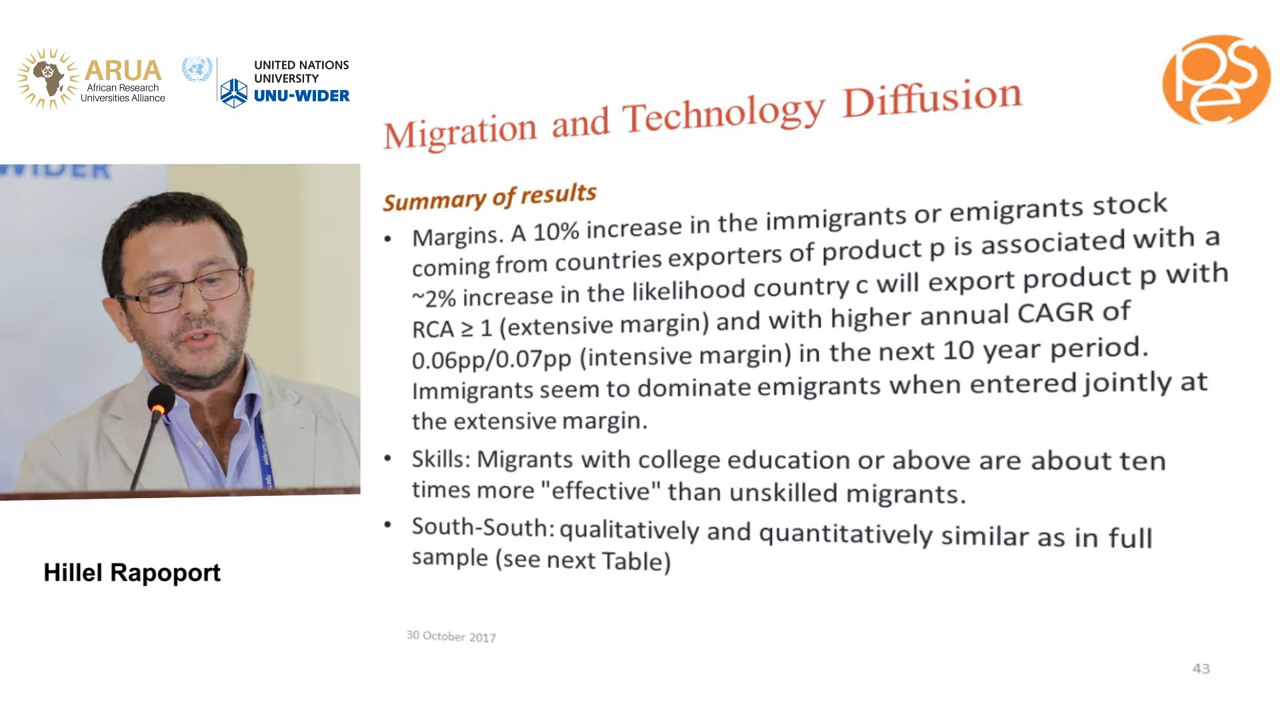 ARUA
African Research
Universities Alliance
UNITED NATIONS
UNIVERSITY
UNU-WIDER
pse
Migration and Technology Diffusion
WIDER
Summary of results
• Margins. A 10% increase in the immigrants or emigrants stock
coming from countries exporters of product p is associated with a
~2% increase in the likelihood country c will export product p with
RCA ≥ 1 (extensive margin) and with higher annual CAGR of
0.06pp/0.07pp (intensive margin) in the next 10 year period.
Immigrants seem to dominate emigrants when entered jointly at
the extensive margin.
• Skills: Migrants with college education or above are about ten
times more "effective" than unskilled migrants.
• South-South: qualitatively and quantitatively similar as in full
sample (see next Table)
Hillel Rapoport
30 October 2017
43